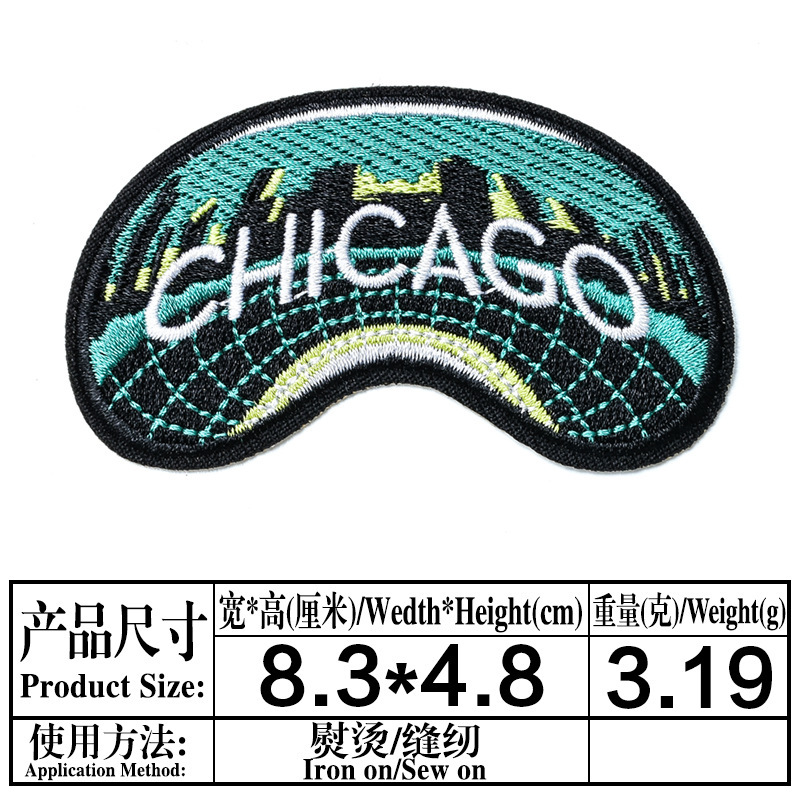 CHICAGO
宽*高(厘米)/Wedth*Height(cm)
重量(克)/Weight(g)
产品尺寸
Product Size:
8.3*4.8
3.19
使用方法:
Application Method:
熨烫/缝纫
Iron on/Sew on